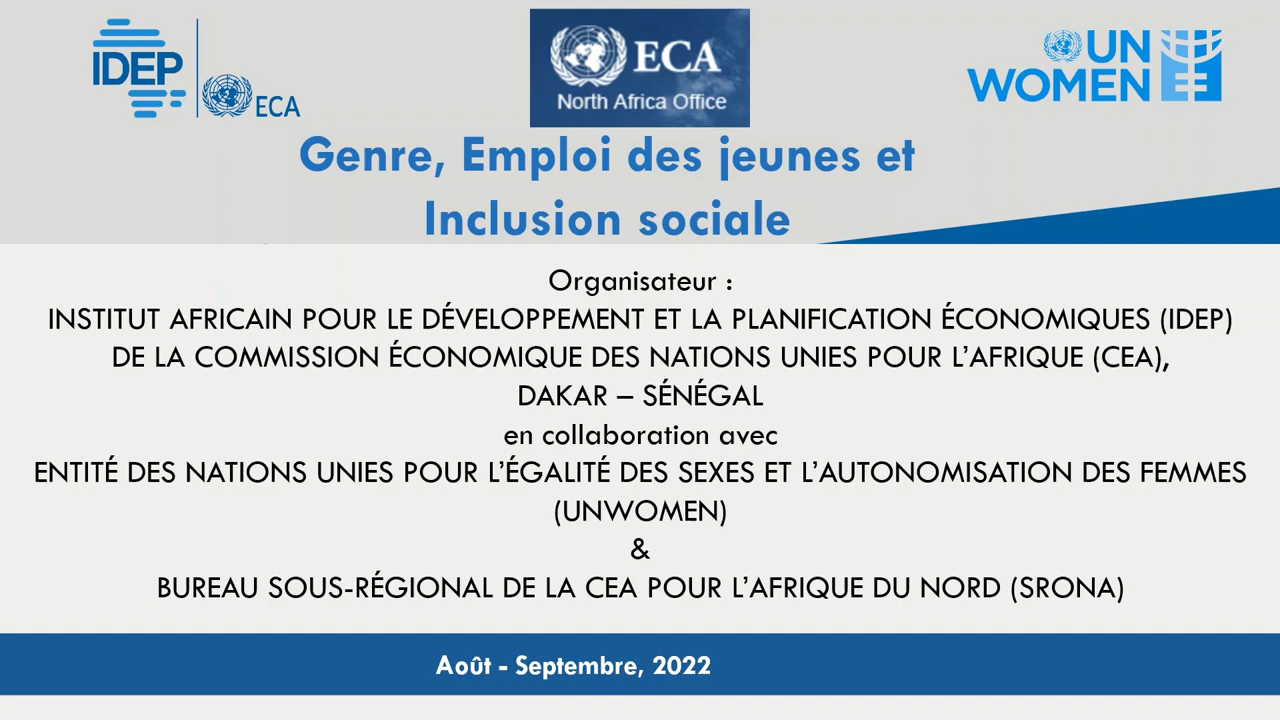 IDEP
ECA
ECA
North Africa Office
UN
WOMEN
Genre, Emploi des jeunes et
Inclusion sociale
Organisateur :
INSTITUT AFRICAIN POUR LE DÉVELOPPEMENT ET LA PLANIFICATION ÉCONOMIQUES (IDEP)
DE LA COMMISSION ÉCONOMIQUE DES NATIONS UNIES POUR L’AFRIQUE (CEA),
DAKAR – SÉNÉGAL
en collaboration avec
ENTITÉ DES NATIONS UNIES POUR L’ÉGALITÉ DES SEXES ET L’AUTONOMISATION DES FEMMES
(UNWOMEN)
&
BUREAU SOUS-RÉGIONAL DE LA CEA POUR L’AFRIQUE DU NORD (SRONA)
Août - Septembre, 2022